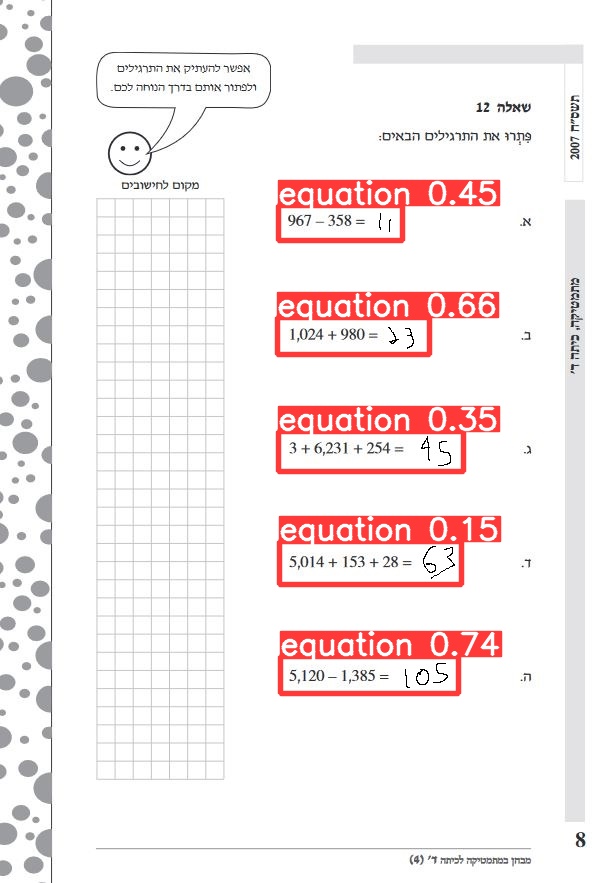 אפשר להעתיק את התרגילים
ולפתור אותם בדרך הנוחה לכם.
תשס"ח 2007
שאלה 12
פִּתְרוּ את התרגילים הבאים:
מקום לחישובים
equation 0.45
א. 967 – 358 = 11
equation 0.66
ב. 1,024 + 980 = 23
equation 0.35
ג. 3 + 6,231 + 254 = 45
equation 0.15
ד. 5,014 + 153 + 28 = 63
equation 0.74
ה. 5,120 – 1,385 = 105
מתמטיקה, כיתה ד'
8
מבחן במתמטיקה לכיתה ד' (4)